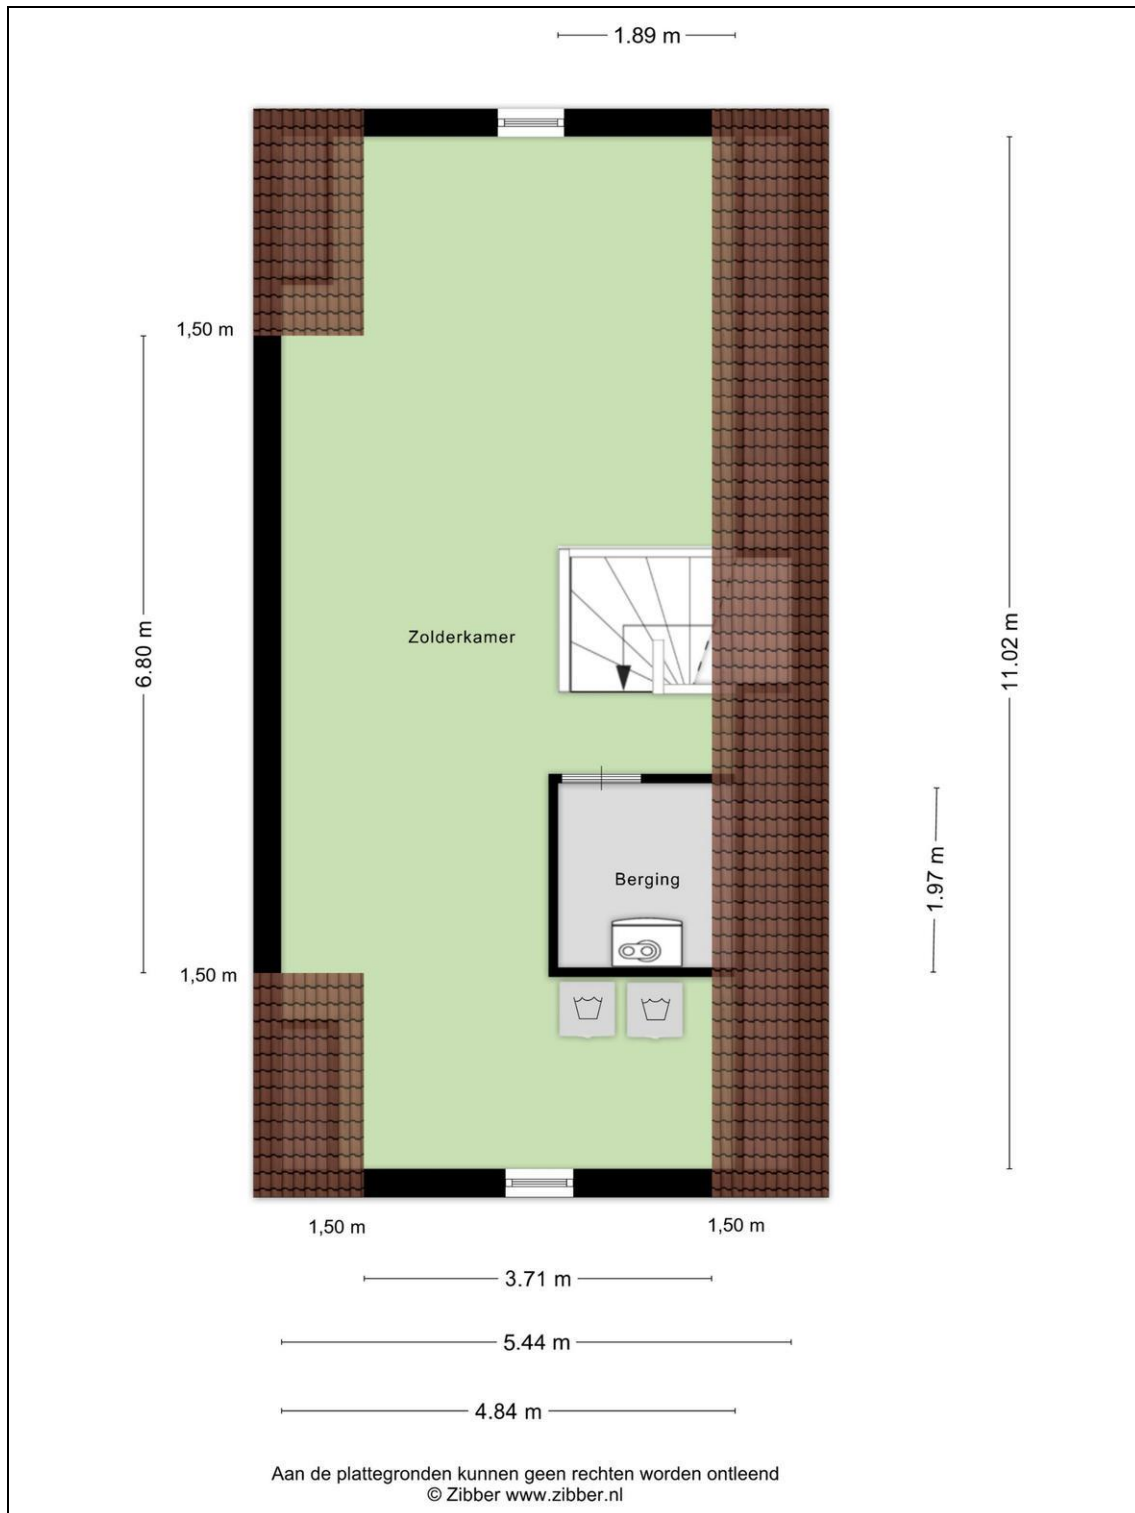 1.89 m
1,50 m
6.80 m
Zolderkamer
11.02 m
Berging
1.97 m
1,50 m
1,50 m
1,50 m
3.71 m
5.44 m
4.84 m
Aan de plattegronden kunnen geen rechten worden ontleend
© Zibber www.zibber.nl